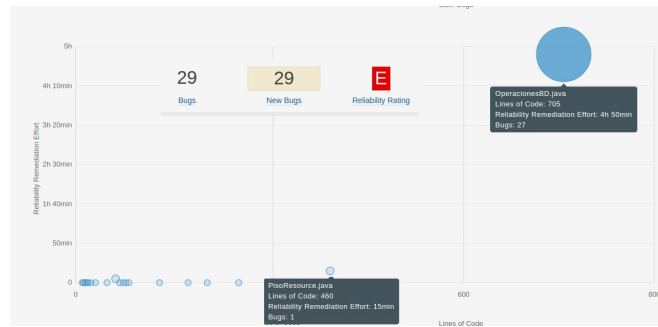 5h
29
29
E
4h 10min
Bugs
New Bugs
Reliability Rating
OperacionesBD.java
Lines of Code: 705
Reliability Remediation Effort: 4h 50min
Bugs: 27
3h 20min
Reliability Remediation Effort
2h 30min
1h 40min
50min
0
PisoResource.java
Lines of Code: 460
Reliability Remediation Effort: 15min
Bugs: 1
0
600
800
Lines of Code